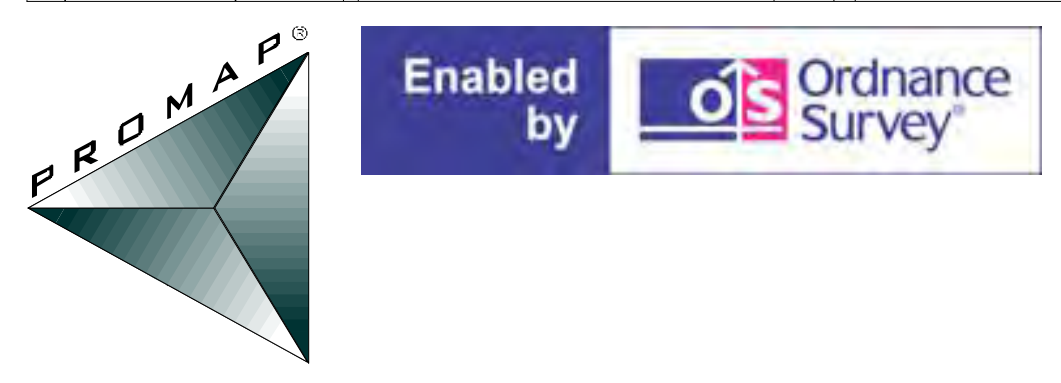 PROMAP®
Enabled
by
OS
Ordnance
Survey®